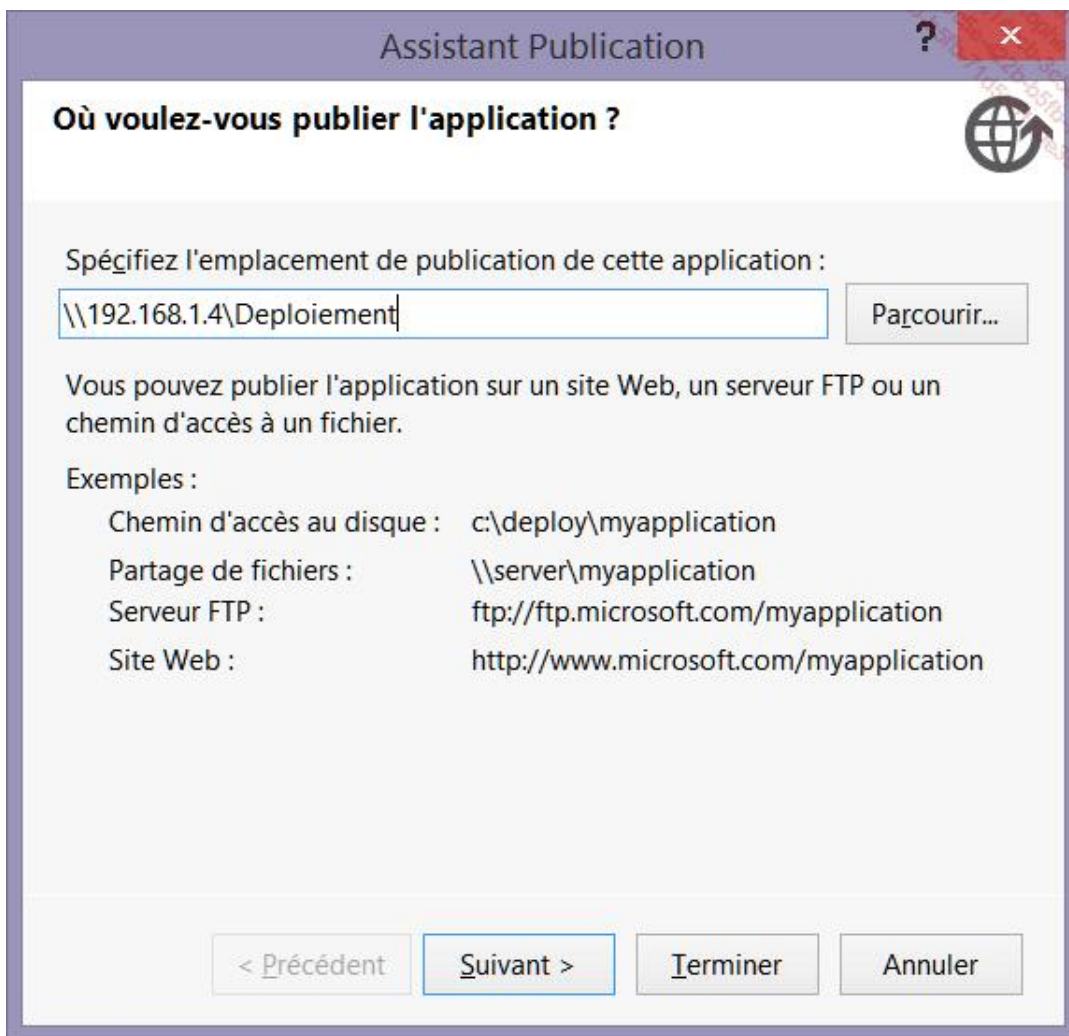 Assistant Publication
?
x
Où voulez-vous publier l'application ?
Spécifiez l'emplacement de publication de cette application :
\\192.168.1.4\Deploiement
Parcourir...
Vous pouvez publier l'application sur un site Web, un serveur FTP ou un
chemin d'accès à un fichier.
Exemples :
Chemin d'accès au disque : c:\deploy\myapplication
Partage de fichiers : \\server\myapplication
Serveur FTP : ftp://ftp.microsoft.com/myapplication
Site Web : http://www.microsoft.com/myapplication
< Précédent
Suivant >
Terminer
Annuler